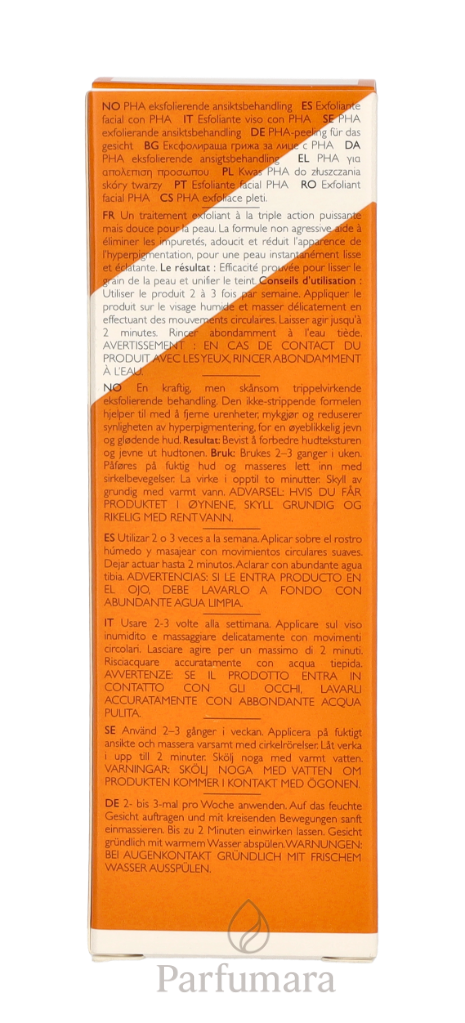 NO PHA eksfolierende ansiktsbehandling ES Exfoliante
facial con PHA IT Esfoliante viso con PHA SE PHA
exfolierande ansiktsbehandling DE PHA-peeling für das
gesicht BG Ексфолираща грижа за лице с PHA DA
PHA eksfolierende ansigtsbehandling EL PHA για
απολέπιση προσώπου PL Kwas PHA do złuszczania
skóry twarzy PT Esfoliante facial PHA RO Exfoliant
facial PHA CS PHA exfoliace pleti.
FR Un traitement exfoliant à la triple action puissante
mais douce pour la peau. La formule non agressive aide à
éliminer les impuretés, adoucit et réduit l'apparence de
l'hyperpigmentation, pour une peau instantanément lisse
et éclatante. Le résultat : Efficacité prouvée pour lisser le
grain de la peau et unifier le teint Conseils d'utilisation :
Utiliser le produit 2 à 3 fois par semaine. Appliquer le
produit sur le visage humide et masser délicatement en
effectuant des mouvements circulaires. Laisser agir jusqu'à
2 minutes. Rincer abondamment à l'eau tiède.
AVERTISSEMENT : EN CAS DE CONTACT DU
PRODUIT AVEC LES YEUX, RINCER ABONDAMMENT
À L'EAU.
NO En kraftig, men skånsom trippelvirkende
eksfolierende behandling. Den ikke-strippende formelen
hjelper til med å fjerne urenheter, mykgjør og reduserer
synligheten av hyperpigmentering, for en øyeblikkelig jevn
og glødende hud. Resultat: Bevist å forbedre hudteksturen
og jevne ut hudtonen. Bruk: Brukes 2–3 ganger i uken.
Påføres på fuktig hud og masseres lett inn med
sirkelbevegelser. La virke i opptil to minutter. Skyll av
grundig med varmt vann. ADVARSEL: HVIS DU FÅR
PRODUKTET I ØYNENE, SKYLL GRUNDIG OG
RIKELIG MED RENT VANN.
ES Utilizar 2 o 3 veces a la semana. Aplicar sobre el rostro
húmedo y masajear con movimientos circulares suaves.
Dejar actuar hasta 2 minutos. Aclarar con abundante agua
tibia. ADVERTENCIAS: SI LE ENTRA PRODUCTO EN
EL OJO, DEBE LAVARLO A FONDO CON
ABUNDANTE AGUA LIMPIA.
IT Usare 2-3 volte alla settimana. Applicare sul viso
inumidito e massaggiare delicatamente con movimenti
circolari. Lasciare agire per un massimo di 2 minuti.
Risciacquare accuratamente con acqua tiepida.
AVVERTENZE: SE IL PRODOTTO ENTRA IN
CONTATTO CON GLI OCCHI, LAVARLI
ACCURATAMENTE CON ABBONDANTE ACQUA
PULITA.
SE Använd 2–3 gånger i veckan. Applicera på fuktigt
ansikte och massera varsamt med cirkelrörelser. Låt verka
i upp till 2 minuter. Skölj noga med varmt vatten.
VARNINGAR: SKÖLJ NOGA MED VATTEN OM
PRODUKTEN KOMMER I KONTAKT MED ÖGONEN.
DE 2- bis 3-mal pro Woche anwenden. Auf das feuchte
Gesicht auftragen und mit kreisenden Bewegungen sanft
einmassieren. Bis zu 2 Minuten einwirken lassen. Gesicht
gründlich mit warmem Wasser abspülen. WARNUNGEN:
BEI AUGENKONTAKT GRÜNDLICH MIT FRISCHEM
WASSER AUSSPÜLEN.
Parfumara